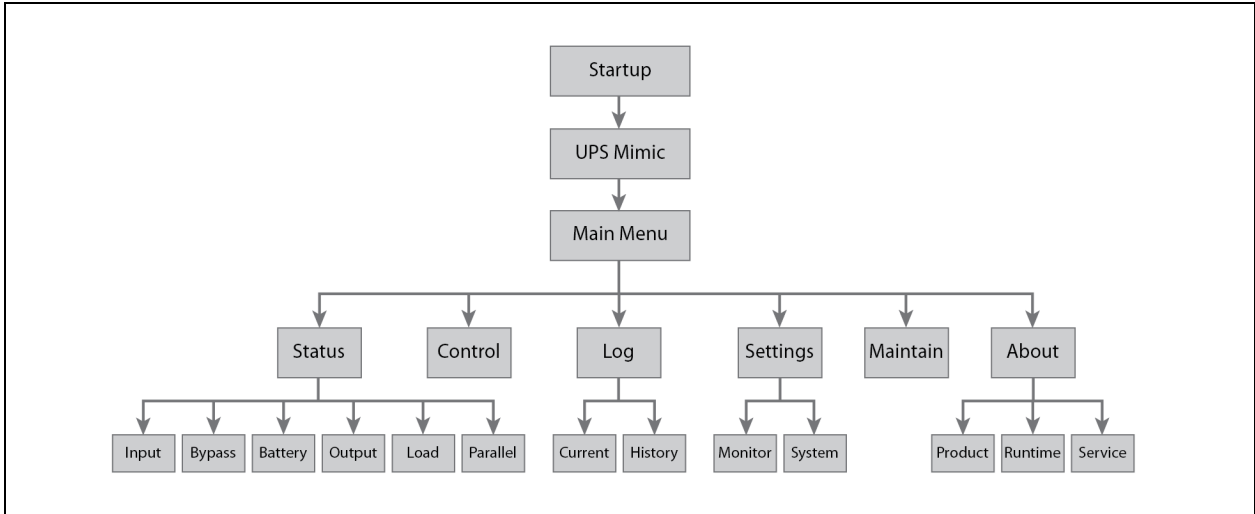 Startup
UPS Mimic
Main Menu
Status
Control
Log
Settings
Maintain
About
Input
Bypass
Battery
Output
Load
Parallel
Current
History
Monitor
System
Product
Runtime
Service